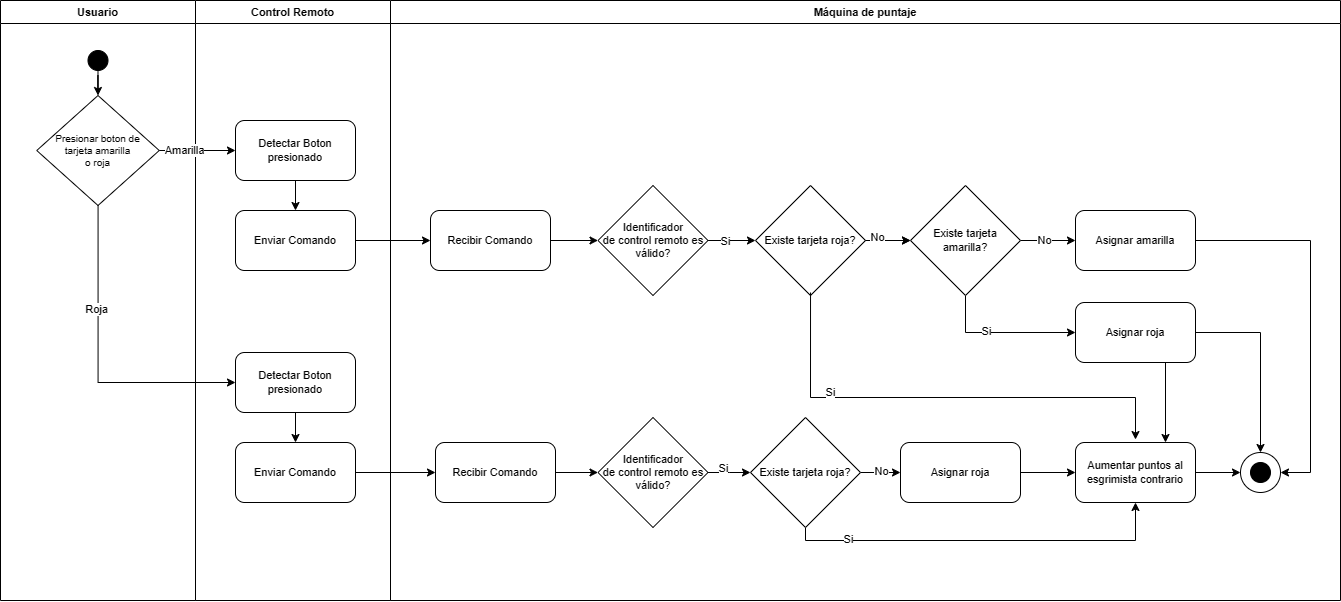 Usuario
Control Remoto
Máquina de puntaje
Presionar boton de
tarjeta amarilla
o roja
Amarilla
Detectar Boton
presionado
Enviar Comando
Recibir Comando
Identificador
de control remoto es
válido?
Si
Existe tarjeta roja?
No
Existe tarjeta
amarilla?
No
Asignar amarilla
Si
Asignar roja
Si
Roja
Detectar Boton
presionado
Enviar Comando
Recibir Comando
Identificador
de control remoto es
válido?
Si
Existe tarjeta roja?
No
Asignar roja
Si
Aumentar puntos al
esgrimista contrario